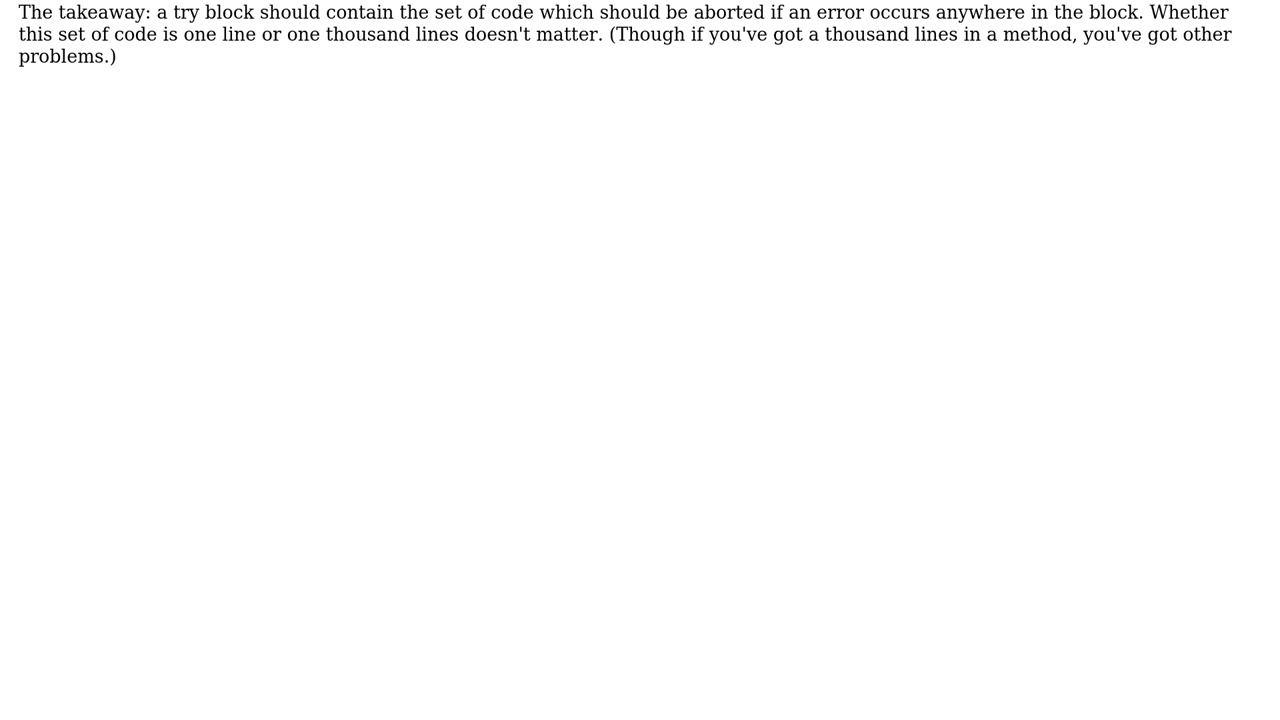 The takeaway: a try block should contain the set of code which should be aborted if an error occurs anywhere in the block. Whether
this set of code is one line or one thousand lines doesn't matter. (Though if you've got a thousand lines in a method, you've got other
problems.)